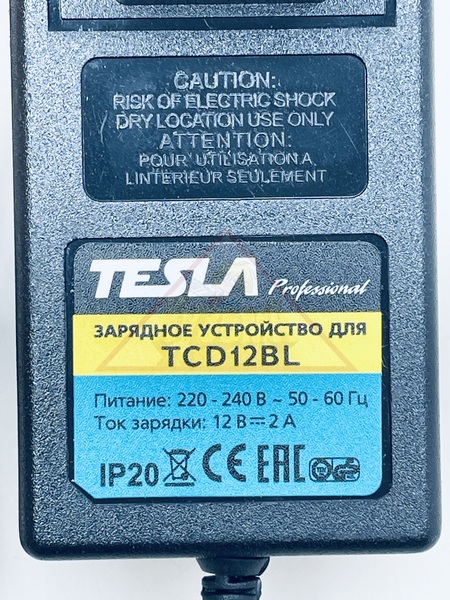 CAUTION:
RISK OF ELECTRIC SHOCK
DRY LOCATION USE ONLY
ATTENTION:
POUR UTILISATION A
LINTERIEUR SEULEMENT
TESLA Professional
ЗАРЯДНОЕ УСТРОЙСТВО ДЛЯ
TCD12BL
Питание: 220 - 240 В ~ 50 - 60 Гц
Ток зарядки: 12 В ⎓ 2 А
IP20 CE EAC GS